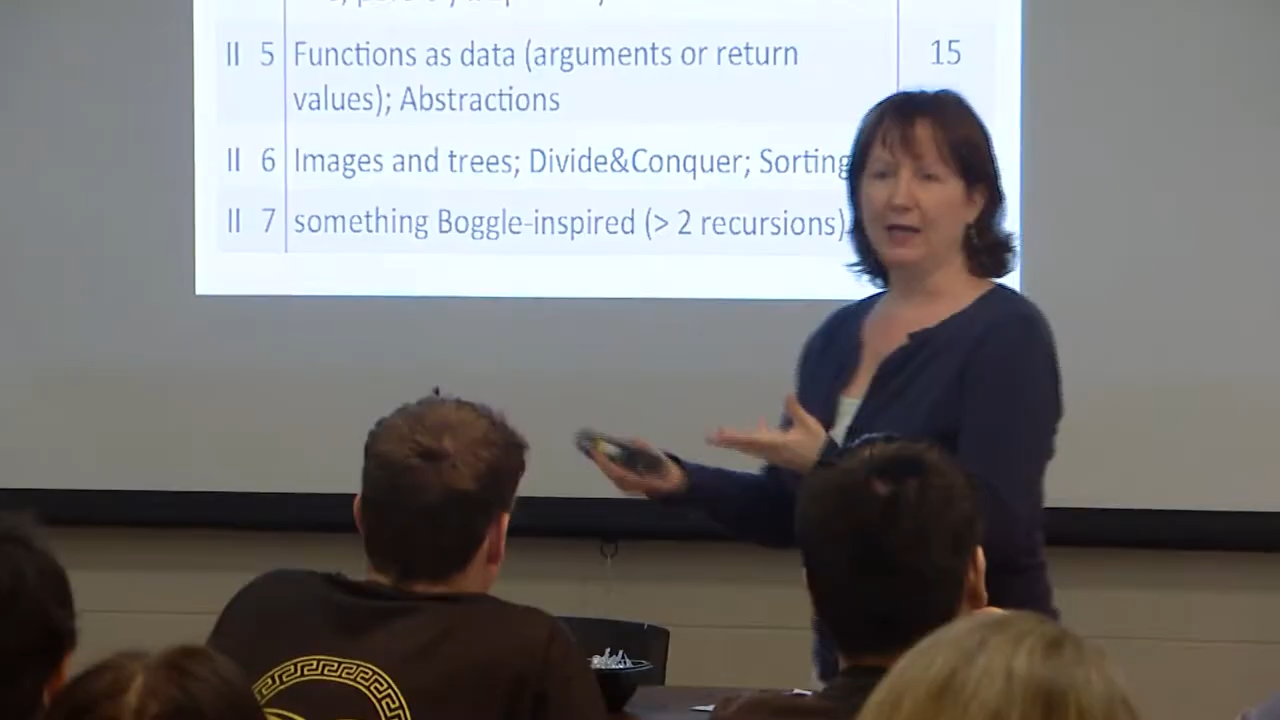 II 5 Functions as data (arguments or return 15
values); Abstractions
II 6 Images and trees; Divide&Conquer; Sorting
II 7 something Boggle-inspired (> 2 recursions)